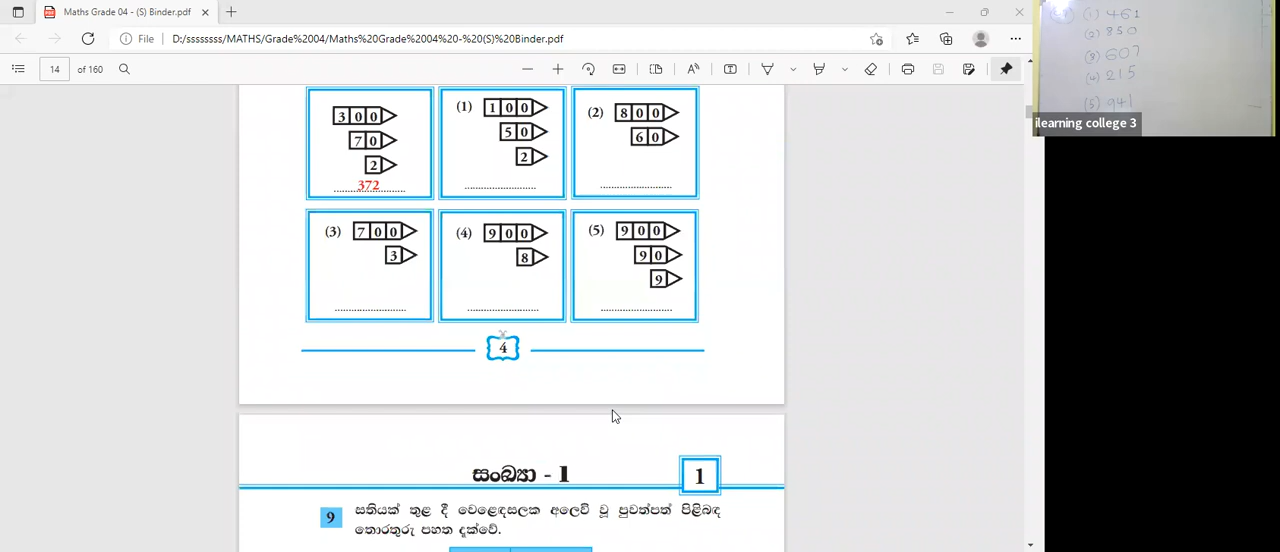 Maths Grade 04 - (S) Binder.pdf
File
D:/ssssssss/MATHS/Grade%2004/Maths%20Grade%2004%20-%20(S)%20Binder.pdf
14 of 160
(1) 461
(2) 850
(3) 607
(4) 215
(5) 941
ilearning college 3
300
70
2
372
(1) 100
50
2
(2) 800
60
(3) 700
3
(4) 900
8
(5) 900
90
9
4
සංඛ්‍යා - 1
1
9 සතියක් තුළ දී වෙළෙඳසලක අලෙවි වූ පුවත්පත් පිළිබඳ
තොරතුරු පහත දැක්වේ.